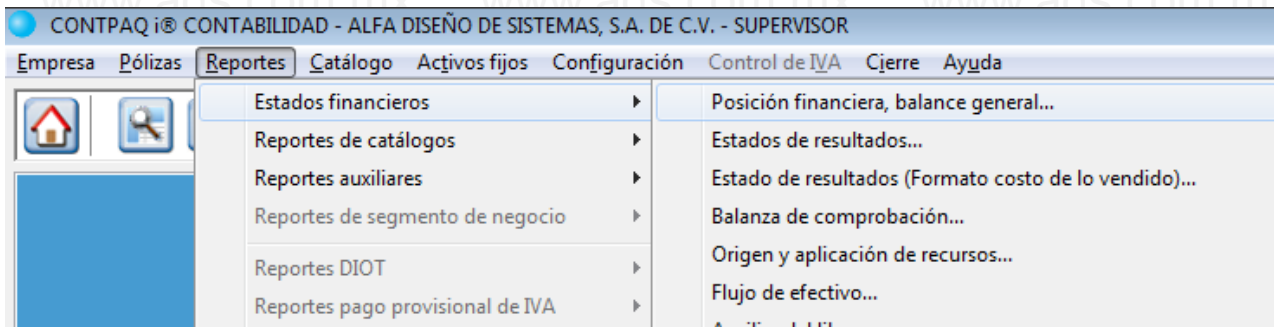 CONTPAQ i® CONTABILIDAD - ALFA DISEÑO DE SISTEMAS, S.A. DE C.V. - SUPERVISOR
Empresa Pólizas Reportes Catálogo Activos fijos Configuración Control de IVA Cierre Ayuda
Estados financieros
Reportes de catálogos
Reportes auxiliares
Reportes de segmento de negocio
Reportes DIOT
Reportes pago provisional de IVA
Posición financiera, balance general...
Estados de resultados...
Estado de resultados (Formato costo de lo vendido)...
Balanza de comprobación...
Origen y aplicación de recursos...
Flujo de efectivo...